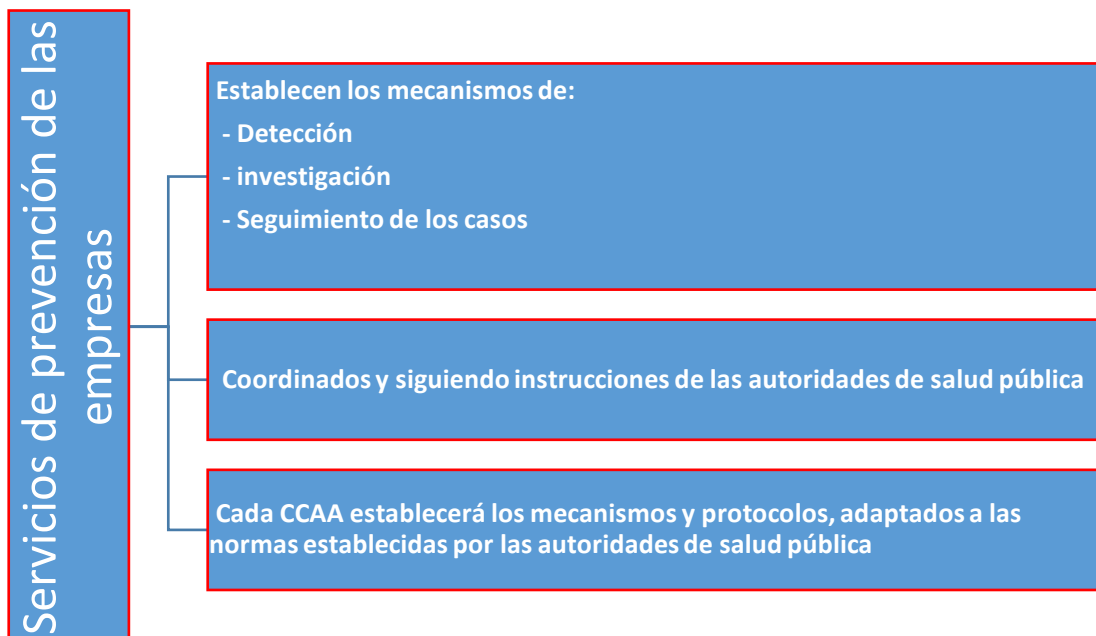 Servicios de prevención de las
empresas
Establecen los mecanismos de:
- Detección
- investigación
- Seguimiento de los casos
Coordinados y siguiendo instrucciones de las autoridades de salud pública
Cada CCAA establecerá los mecanismos y protocolos, adaptados a las
normas establecidas por las autoridades de salud pública